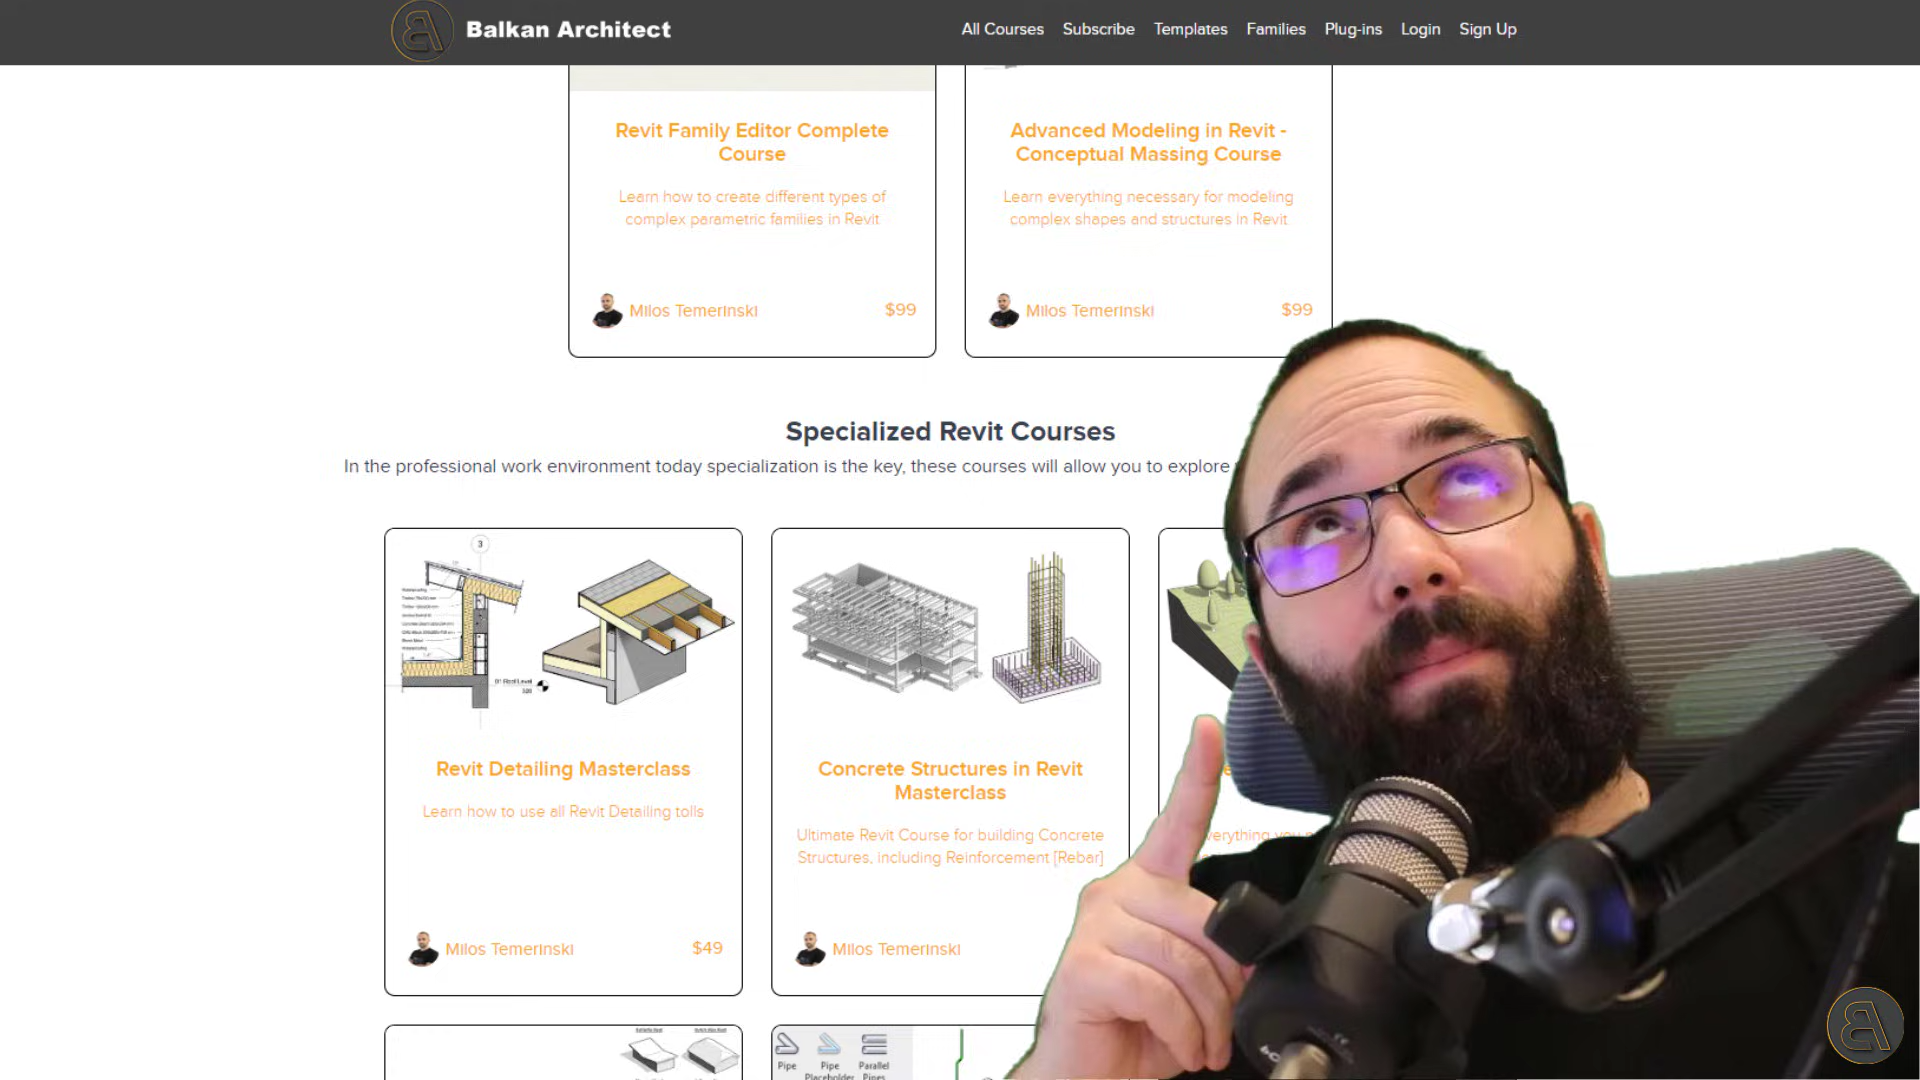 Balkan Architect
All Courses Subscribe Templates Families Plug-ins Login Sign Up
Revit Family Editor Complete
Course
Learn how to create different types of
complex parametric families in Revit
Milos Temerinski $99
Advanced Modeling in Revit -
Conceptual Massing Course
Learn everything necessary for modeling
complex shapes and structures in Revit
Milos Temerinski $99
Specialized Revit Courses
In the professional work environment today specialization is the key, these courses will allow you to explore
3
01 Roof Level
Revit Detailing Masterclass
Learn how to use all Revit Detailing tolls
Milos Temerinski $49
Concrete Structures in Revit
Masterclass
Ultimate Revit Course for building Concrete
Structures, including Reinforcement [Rebar]
Milos Temerinski
Pipe
Pipe
Placeholder
Parallel
Pipes